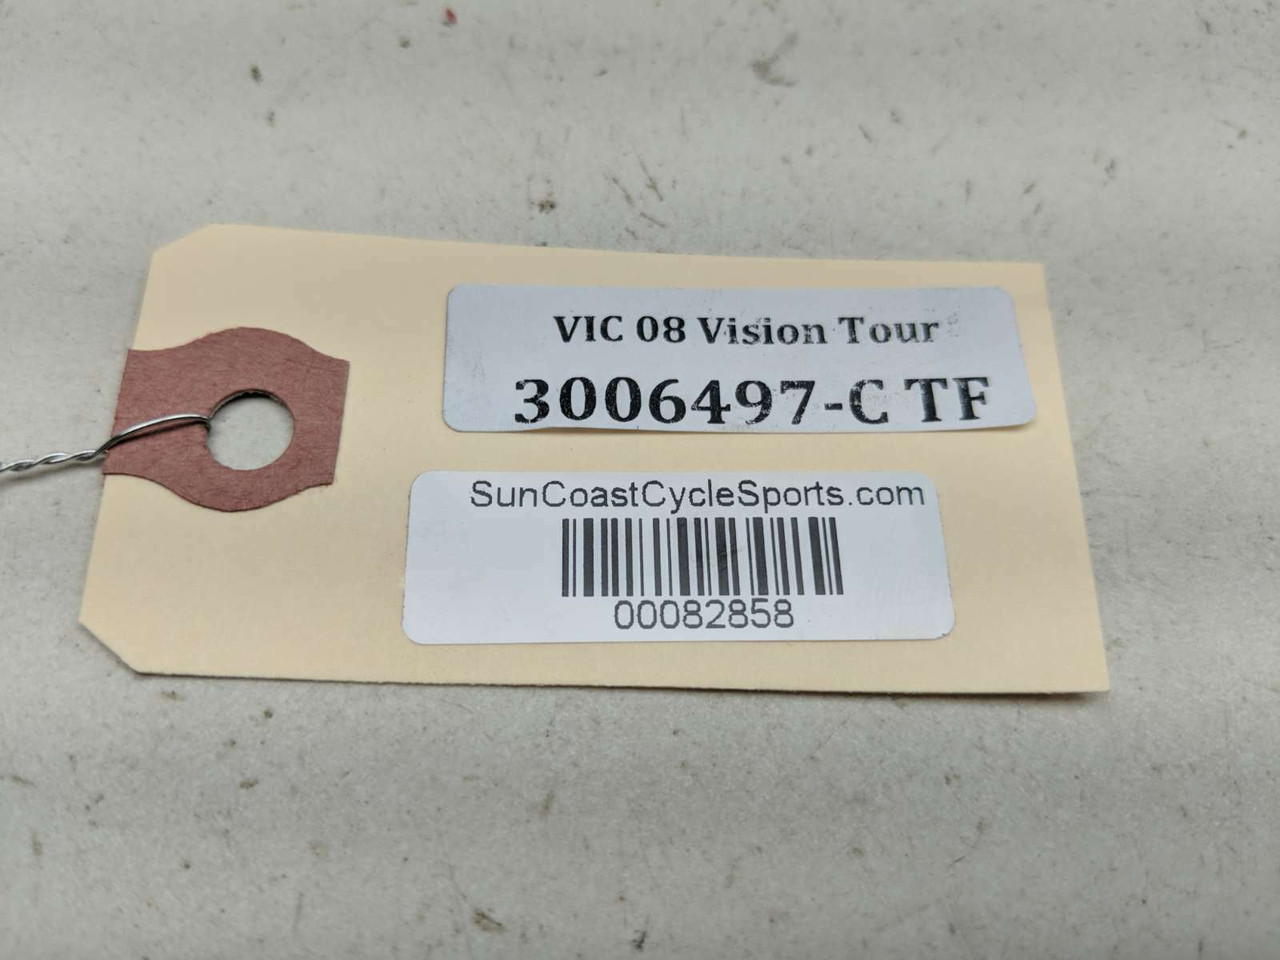 VIC 08 Vision Tour
3006497-C TF
SunCoastCycleSports.com
00082858